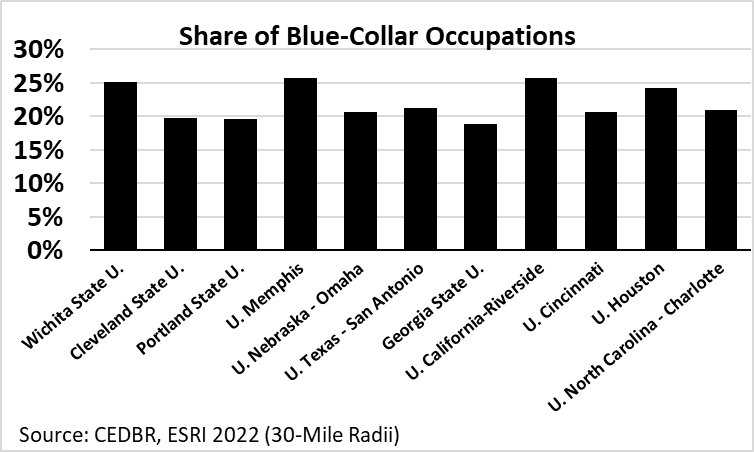 Share of Blue-Collar Occupations
30%
25%
20%
15%
10%
5%
0%
Wichita State U.
Cleveland State U.
Portland State U.
U. Memphis
U. Nebraska - Omaha
U. Texas - San Antonio
Georgia State U.
U. California-Riverside
U. Cincinnati
U. Houston
U. North Carolina - Charlotte
Source: CEDBR, ESRI 2022 (30-Mile Radii)